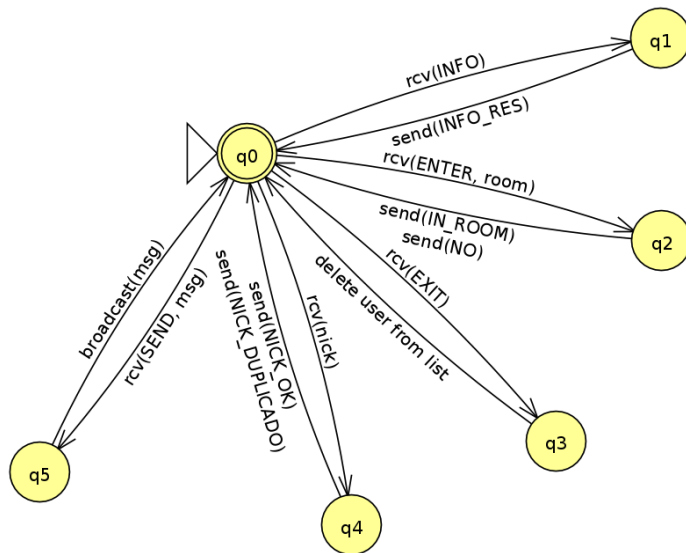 q1
rcv(INFO)
send(INFO_RES)
q0
rcv(ENTER, room)
send(IN_ROOM)
send(NO)
q2
rcv(EXIT)
delete user from list
q3
rcv(nick)
send(NICK_OK)
send(NICK_DUPLICADO)
q4
broadcast(msg)
rcv(SEND, msg)
q5